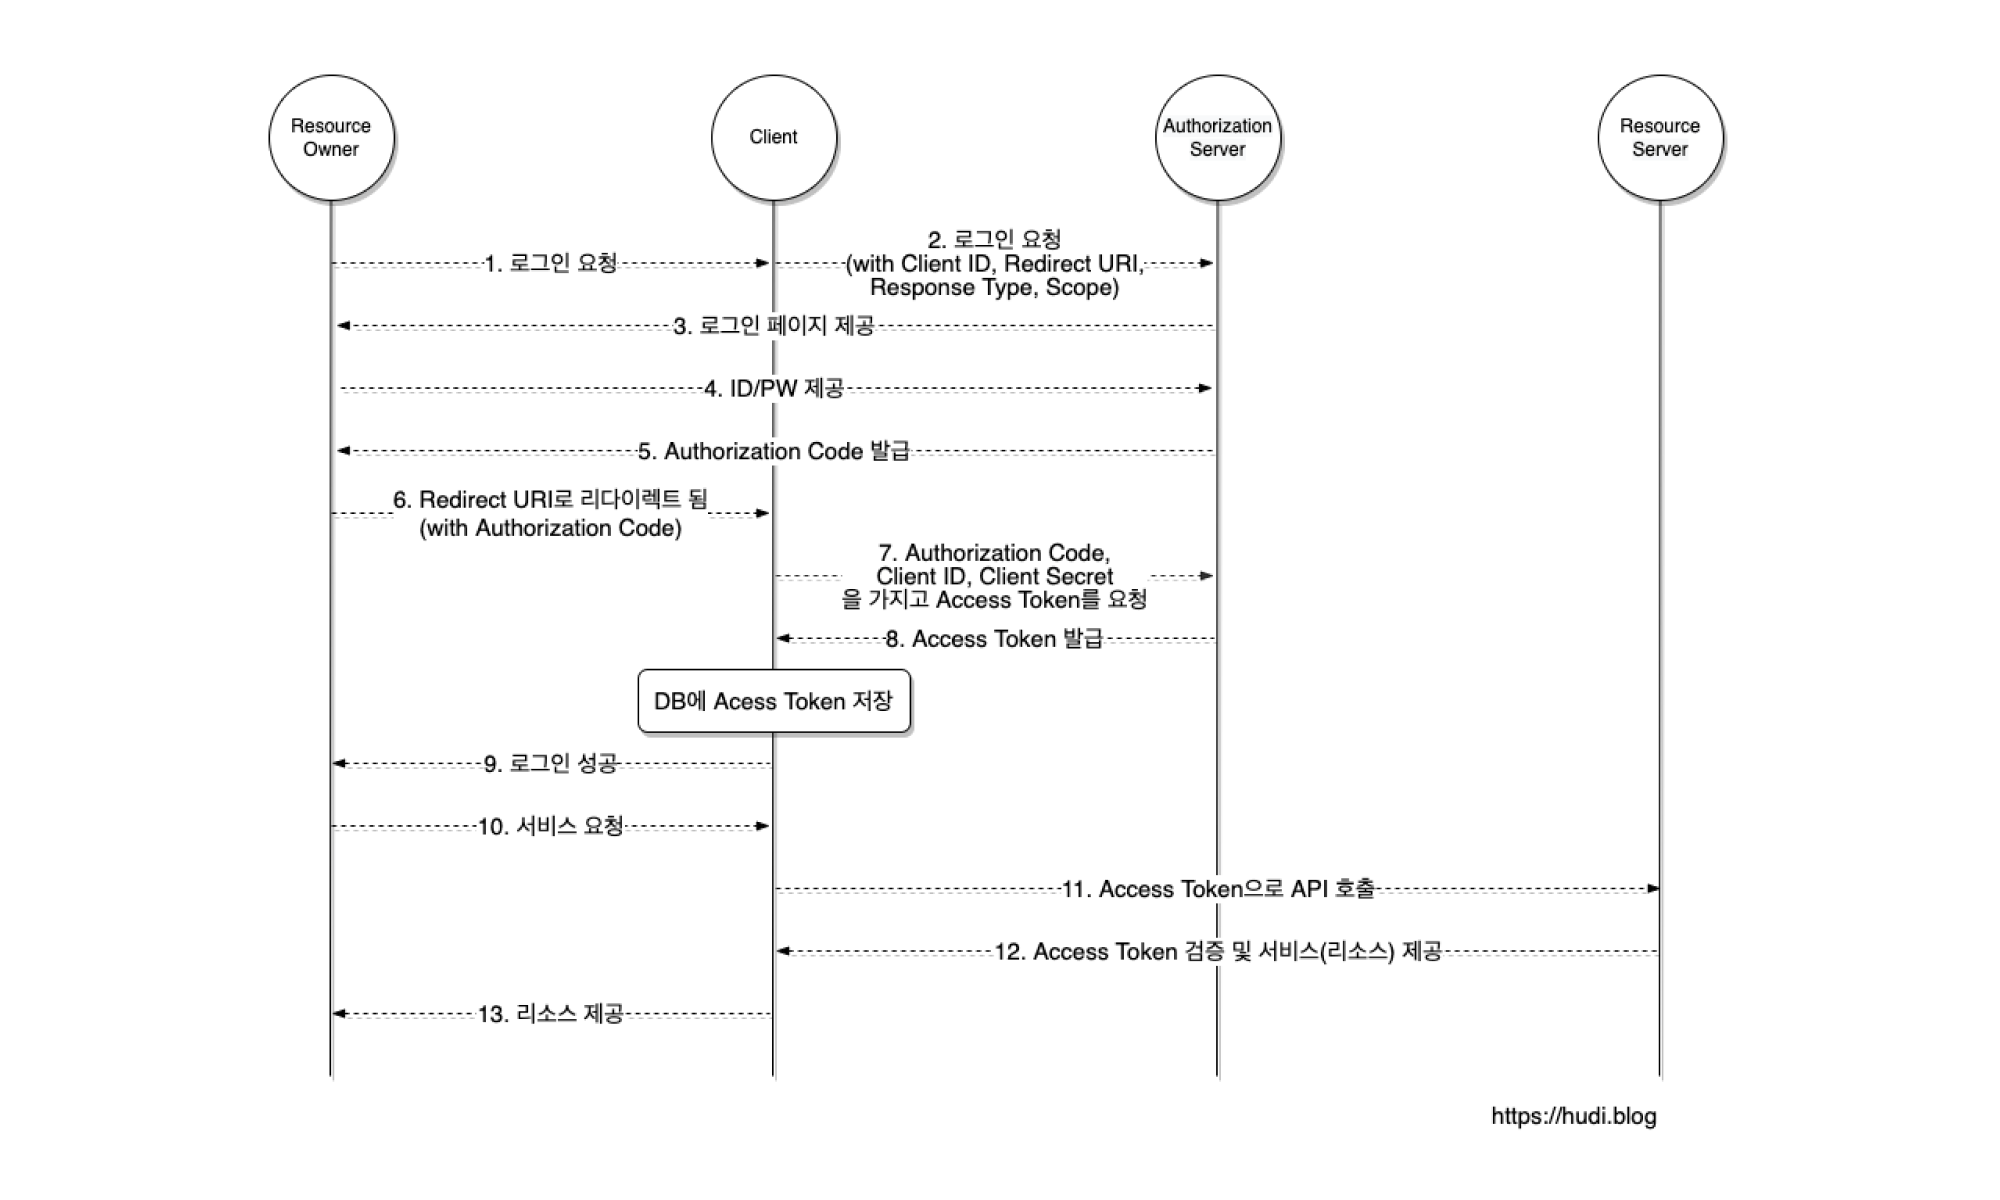 Resource
Owner
Client
Authorization
Server
Resource
Server
1. 로그인 요청
2. 로그인 요청
(with Client ID, Redirect URI,
Response Type, Scope)
3. 로그인 페이지 제공
4. ID/PW 제공
5. Authorization Code 발급
6. Redirect URI로 리다이렉트 됨
(with Authorization Code)
7. Authorization Code,
Client ID, Client Secret
을 가지고 Access Token를 요청
8. Access Token 발급
DB에 Acess Token 저장
9. 로그인 성공
10. 서비스 요청
11. Access Token으로 API 호출
12. Access Token 검증 및 서비스(리소스) 제공
13. 리소스 제공
https://hudi.blog